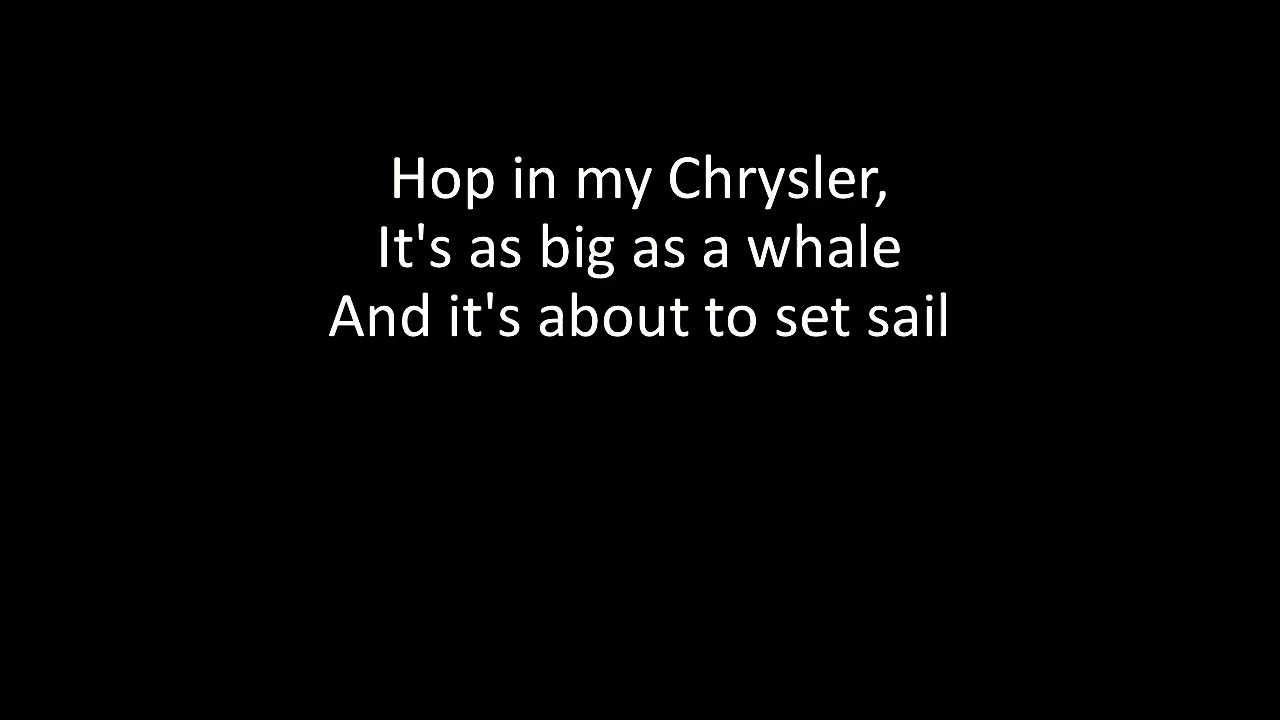 Hop in my Chrysler,
It's as big as a whale
And it's about to set sail